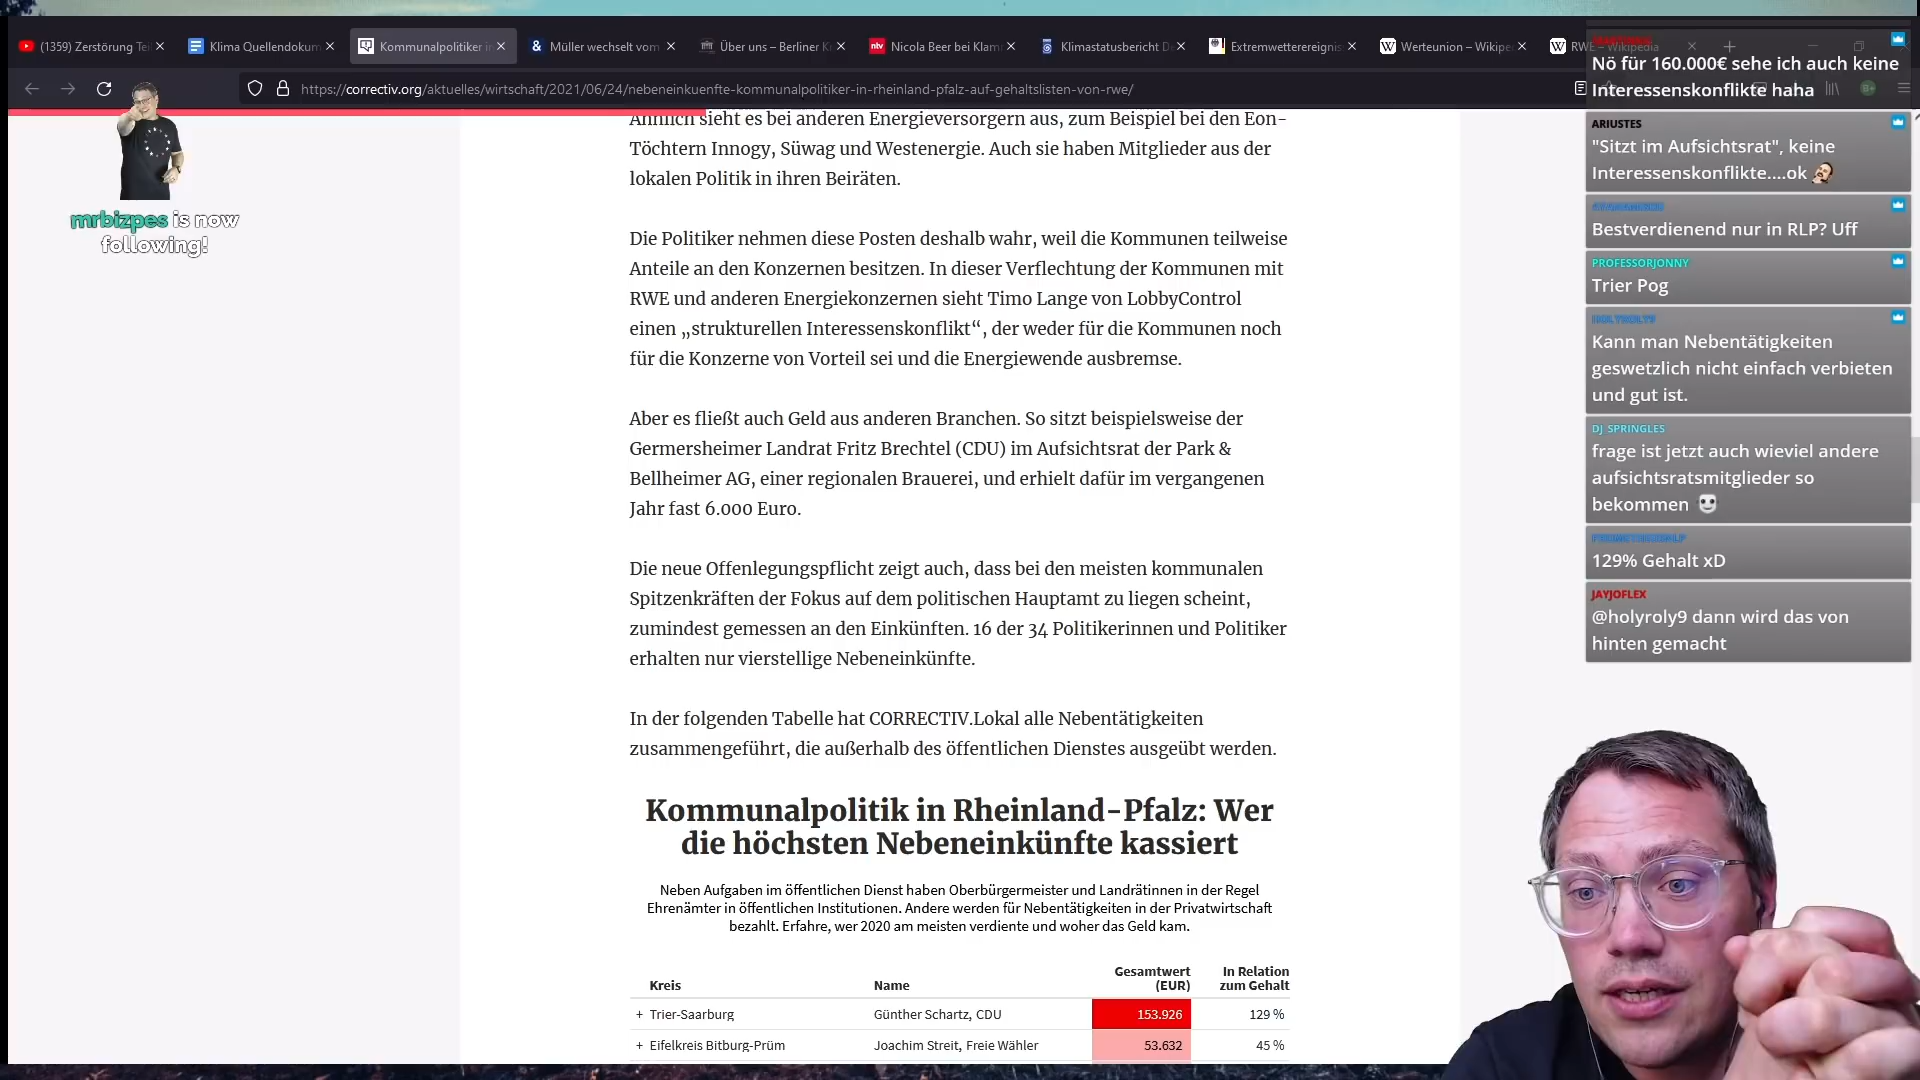 (1359) Zerstörung Tei
Klima Quellendokum
Kommunalpolitiker in
Müller wechselt vom
Über uns – Berliner K
Nicola Beer bei Klam
Klimastatusbericht D
Extremwetterereignis
Werteunion – Wikipe
RWE – Wikipedia
https://correctiv.org/aktuelles/wirtschaft/2021/06/24/nebeneinkuenfte-kommunalpolitiker-in-rheinland-pfalz-auf-gehaltslisten-von-rwe/
mrbizpes is now
following!
Ähnlich sieht es bei anderen Energieversorgern aus, zum Beispiel bei den Eon-
Töchtern Innogy, Süwag und Westenergie. Auch sie haben Mitglieder aus der
lokalen Politik in ihren Beiräten.
Die Politiker nehmen diese Posten deshalb wahr, weil die Kommunen teilweise
Anteile an den Konzernen besitzen. In dieser Verflechtung der Kommunen mit
RWE und anderen Energiekonzernen sieht Timo Lange von LobbyControl
einen „strukturellen Interessenskonflikt“, der weder für die Kommunen noch
für die Konzerne von Vorteil sei und die Energiewende ausbremse.
Aber es fließt auch Geld aus anderen Branchen. So sitzt beispielsweise der
Germersheimer Landrat Fritz Brechtel (CDU) im Aufsichtsrat der Park &
Bellheimer AG, einer regionalen Brauerei, und erhielt dafür im vergangenen
Jahr fast 6.000 Euro.
Die neue Offenlegungspflicht zeigt auch, dass bei den meisten kommunalen
Spitzenkräften der Fokus auf dem politischen Hauptamt zu liegen scheint,
zumindest gemessen an den Einkünften. 16 der 34 Politikerinnen und Politiker
erhalten nur vierstellige Nebeneinkünfte.
In der folgenden Tabelle hat CORRECTIV.Lokal alle Nebentätigkeiten
zusammengeführt, die außerhalb des öffentlichen Dienstes ausgeübt werden.
Kommunalpolitik in Rheinland-Pfalz: Wer
die höchsten Nebeneinkünfte kassiert
Neben Aufgaben im öffentlichen Dienst haben Oberbürgermeister und Landrätinnen in der Regel
Ehrenämter in öffentlichen Institutionen. Andere werden für Nebentätigkeiten in der Privatwirtschaft
bezahlt. Erfahre, wer 2020 am meisten verdiente und woher das Geld kam.
Kreis Name Gesamtwert (EUR) In Relation zum Gehalt
+ Trier-Saarburg Günther Schartz, CDU 153.926 129 %
+ Eifelkreis Bitburg-Prüm Joachim Streit, Freie Wähler 53.632 45 %
Nö für 160.000€ sehe ich auch keine
Interessenskonflikte haha
ARIUSTES
"Sitzt im Aufsichtsrat", keine
Interessenskonflikte....ok
Bestverdienend nur in RLP? Uff
PROFESSORJONNY
Trier Pog
HOLYROLY9
Kann man Nebentätigkeiten
geswetzlich nicht einfach verbieten
und gut ist.
DJ_SPRINGLES
frage ist jetzt auch wieviel andere
aufsichtsratsmitglieder so
bekommen
129% Gehalt xD
JAYJOFLEX
@holyroly9 dann wird das von
hinten gemacht